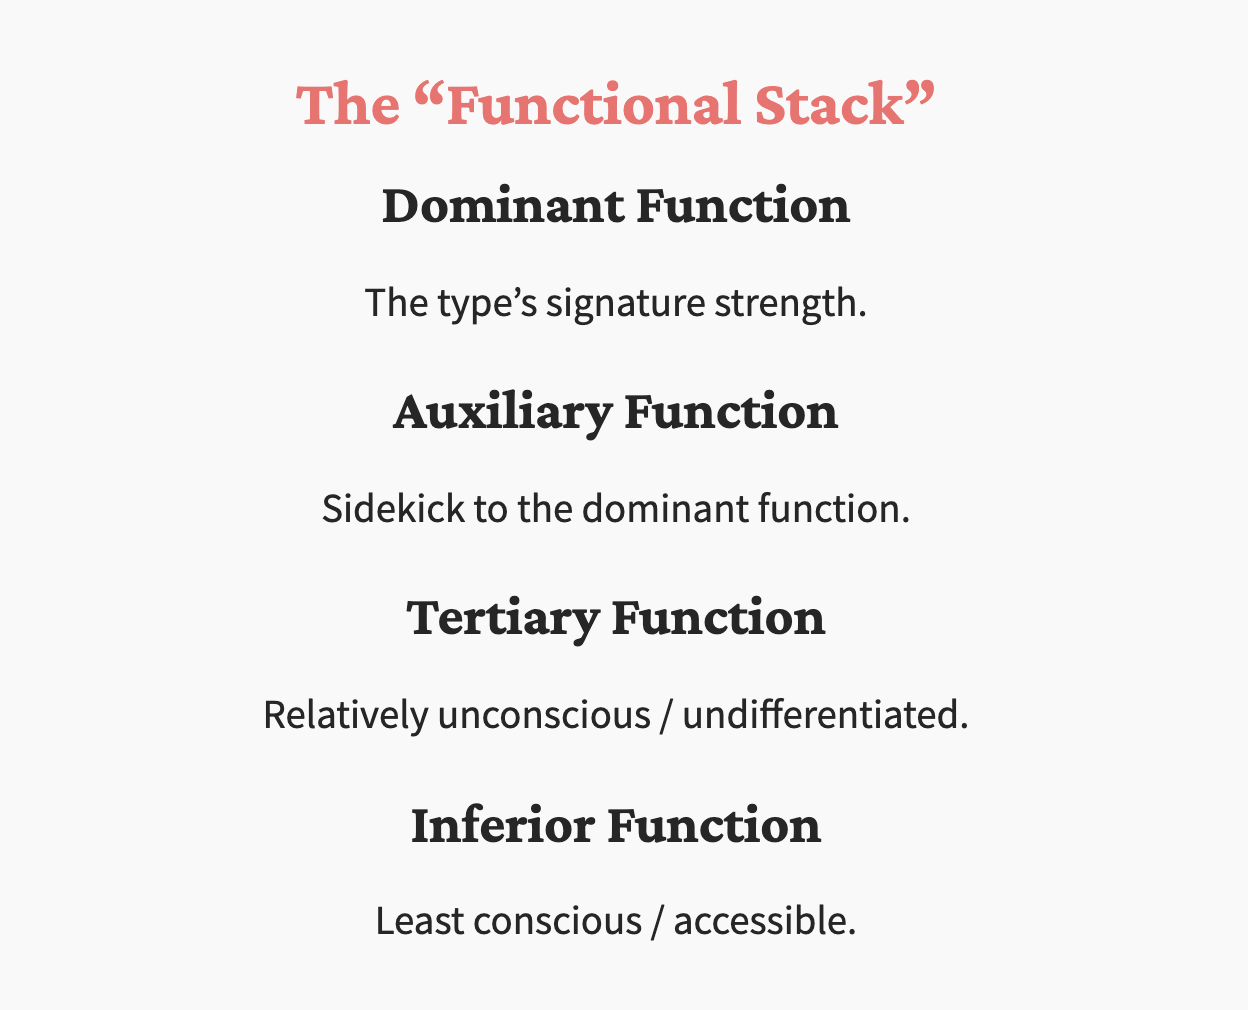 The “Functional Stack”
Dominant Function
The type’s signature strength.
Auxiliary Function
Sidekick to the dominant function.
Tertiary Function
Relatively unconscious / undifferentiated.
Inferior Function
Least conscious / accessible.